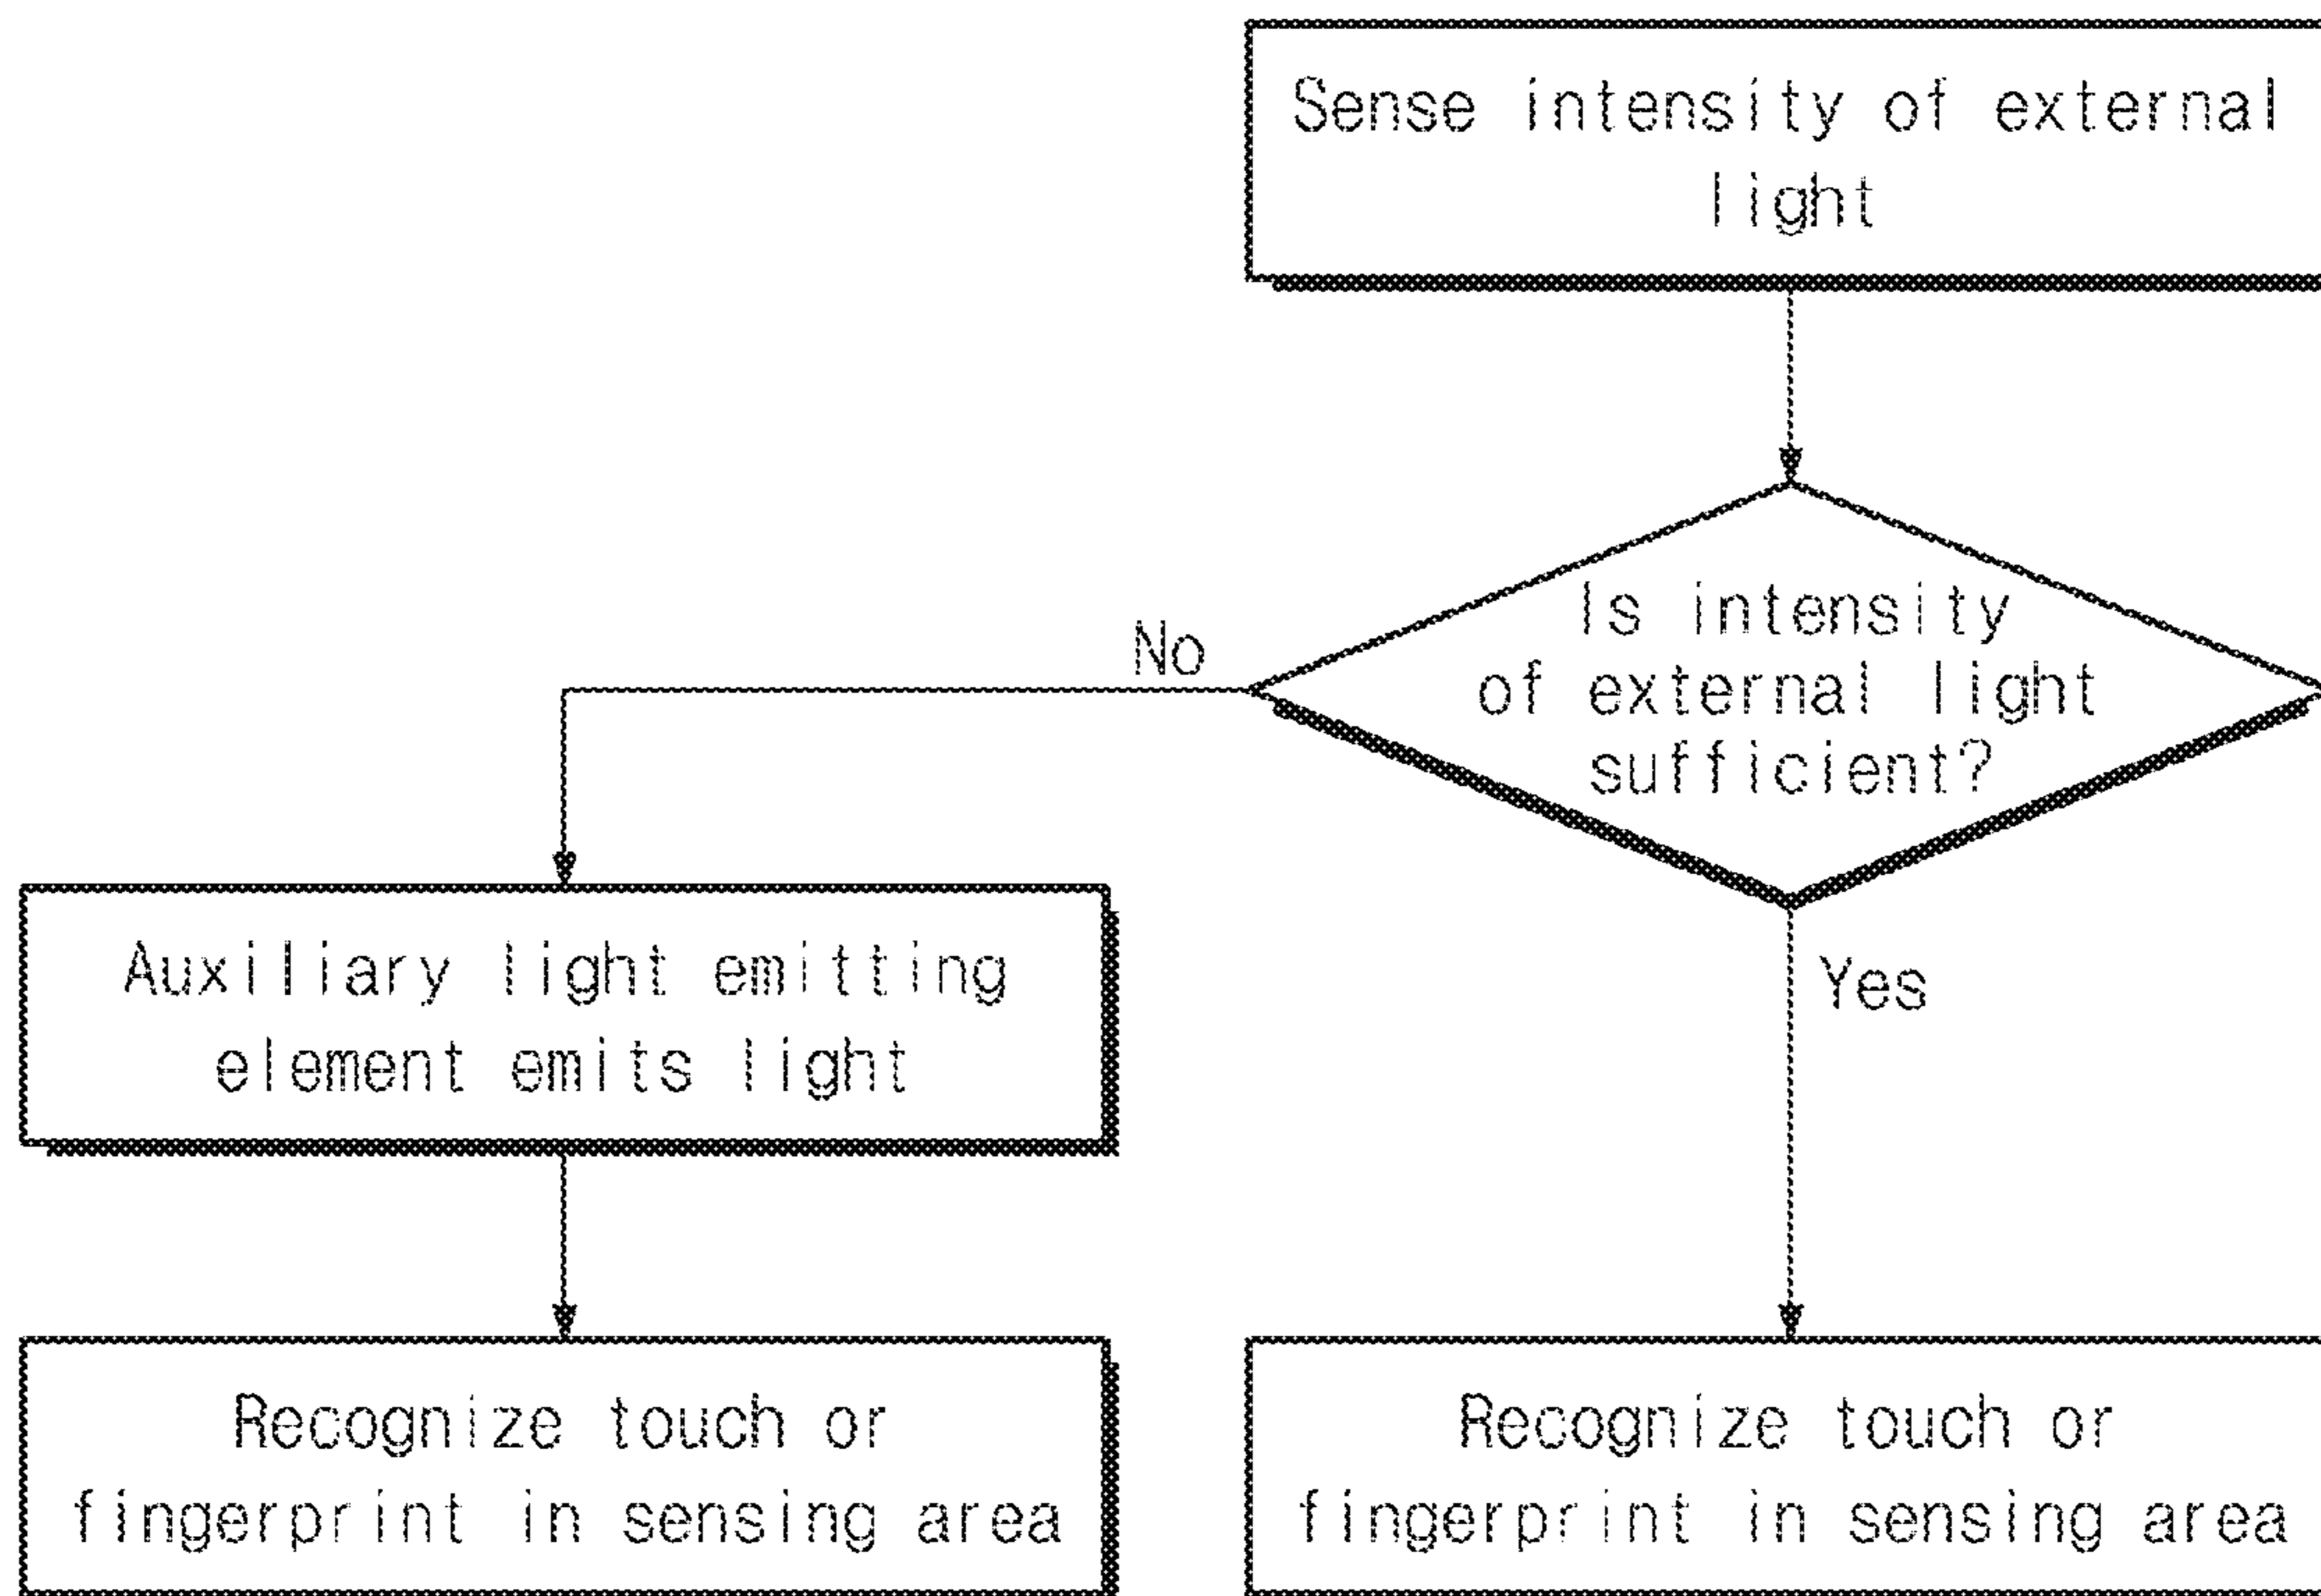 Sense intensity of external
light
Is intensity
of external light
sufficient?
No
Yes
Auxiliary light emitting
element emits light
Recognize touch or
fingerprint in sensing area
Recognize touch or
fingerprint in sensing area